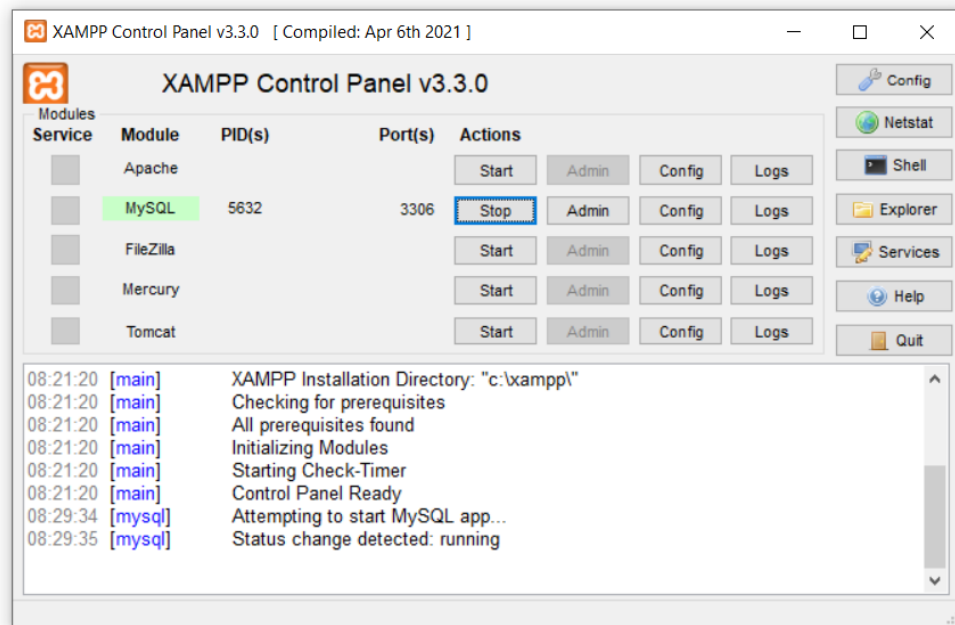 XAMPP Control Panel v3.3.0 [ Compiled: Apr 6th 2021 ]
XAMPP Control Panel v3.3.0
Config
Modules
Service Module PID(s) Port(s) Actions
Netstat
Apache Start Admin Config Logs
Shell
MySQL 5632 3306 Stop Admin Config Logs
Explorer
FileZilla Start Admin Config Logs
Services
Mercury Start Admin Config Logs
Help
Tomcat Start Admin Config Logs
Quit
08:21:20 [main] XAMPP Installation Directory: "c:\xampp\"
08:21:20 [main] Checking for prerequisites
08:21:20 [main] All prerequisites found
08:21:20 [main] Initializing Modules
08:21:20 [main] Starting Check-Timer
08:21:20 [main] Control Panel Ready
08:29:34 [mysql] Attempting to start MySQL app...
08:29:35 [mysql] Status change detected: running